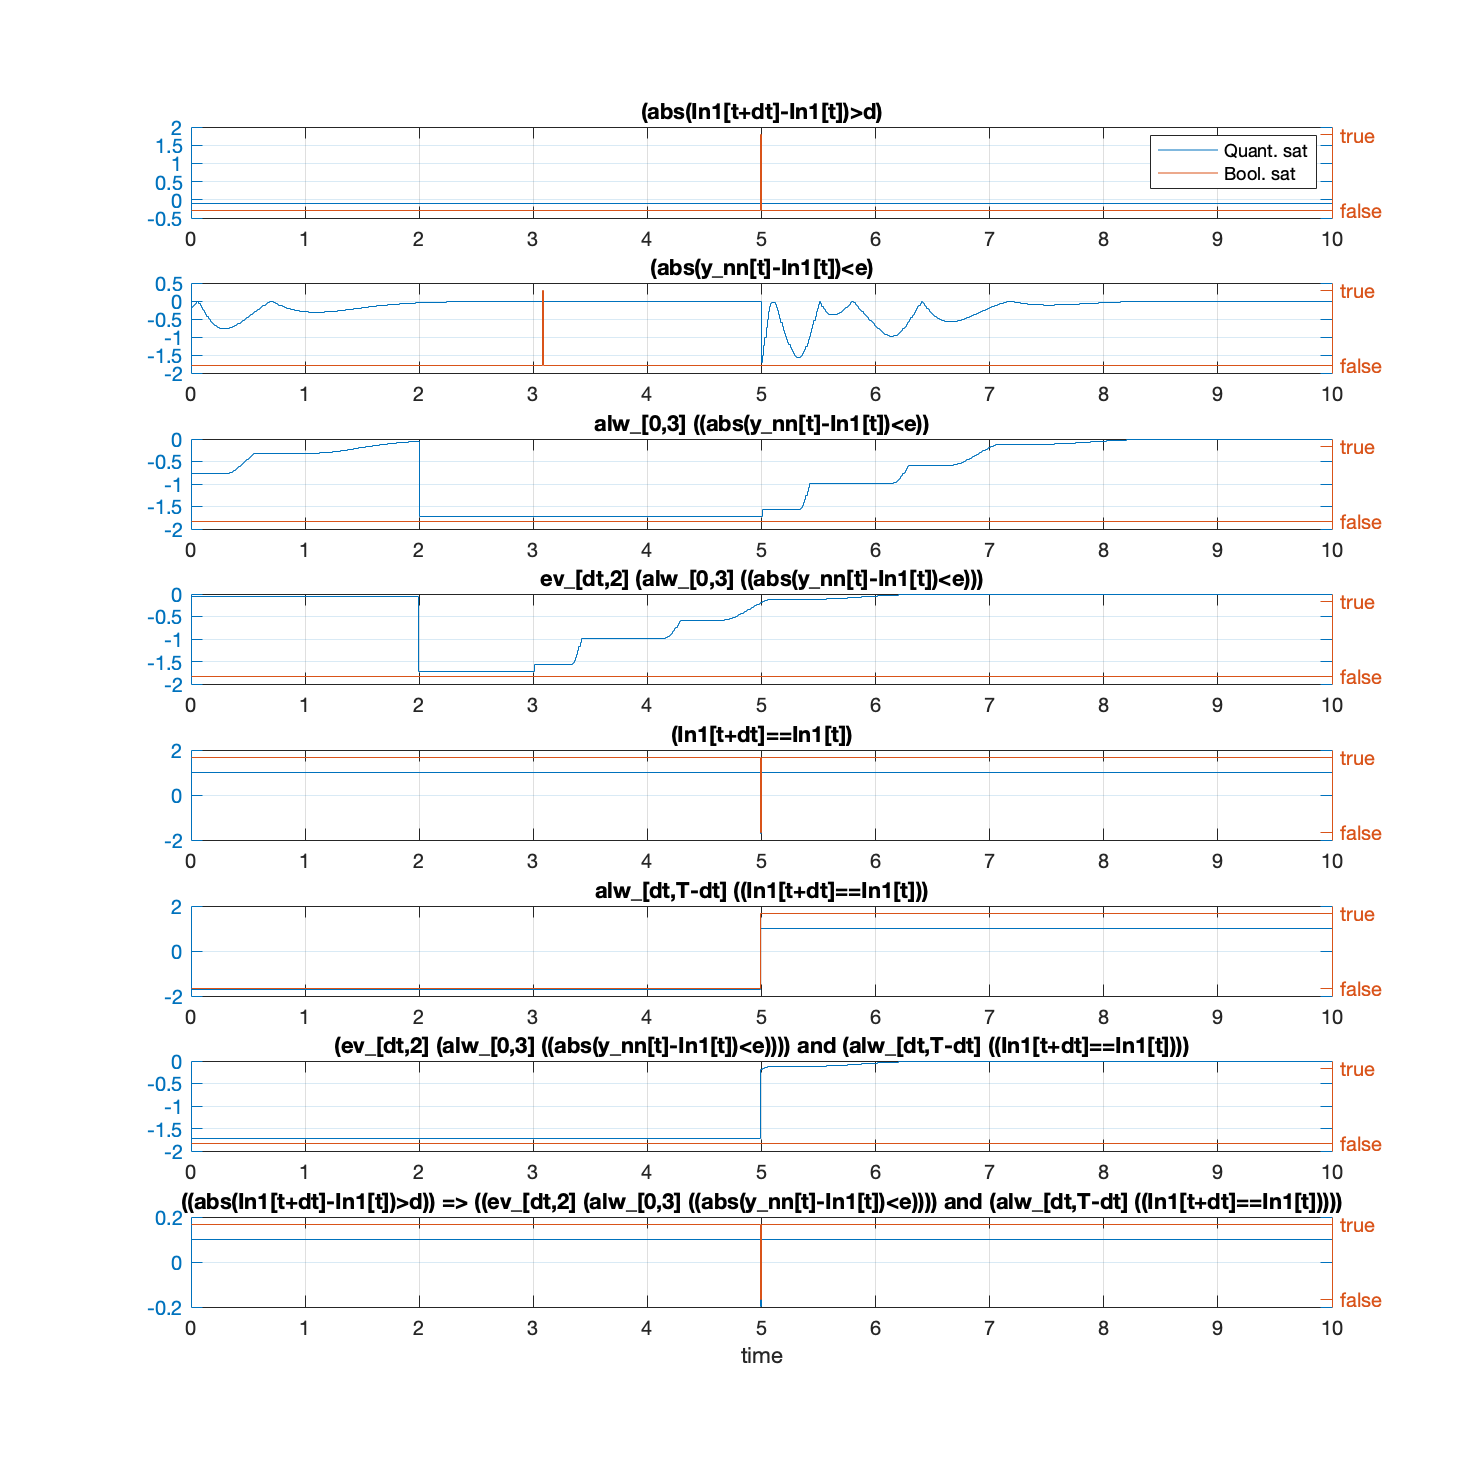 (abs(In1[t+dt]-In1[t])>d)
2
1.5
1
0.5
0
-0.5
true
false
Quant. sat
Bool. sat
0 1 2 3 4 5 6 7 8 9 10
(abs(y_nn[t]-In1[t])<e)
0.5
0
-0.5
-1
-1.5
-2
true
false
0 1 2 3 4 5 6 7 8 9 10
alw_[0,3] ((abs(y_nn[t]-In1[t])<e))
0
-0.5
-1
-1.5
-2
true
false
0 1 2 3 4 5 6 7 8 9 10
ev_[dt,2] (alw_[0,3] ((abs(y_nn[t]-In1[t])<e)))
0
-0.5
-1
-1.5
-2
true
false
0 1 2 3 4 5 6 7 8 9 10
(In1[t+dt]==In1[t])
2
0
-2
true
false
0 1 2 3 4 5 6 7 8 9 10
alw_[dt,T-dt] ((In1[t+dt]==In1[t]))
2
0
-2
true
false
0 1 2 3 4 5 6 7 8 9 10
(ev_[dt,2] (alw_[0,3] ((abs(y_nn[t]-In1[t])<e)))) and (alw_[dt,T-dt] ((In1[t+dt]==In1[t])))
0
-0.5
-1
-1.5
-2
true
false
0 1 2 3 4 5 6 7 8 9 10
((abs(In1[t+dt]-In1[t])>d)) => ((ev_[dt,2] (alw_[0,3] ((abs(y_nn[t]-In1[t])<e)))) and (alw_[dt,T-dt] ((In1[t+dt]==In1[t]))))
0.2
0
-0.2
true
false
0 1 2 3 4 5 6 7 8 9 10
time